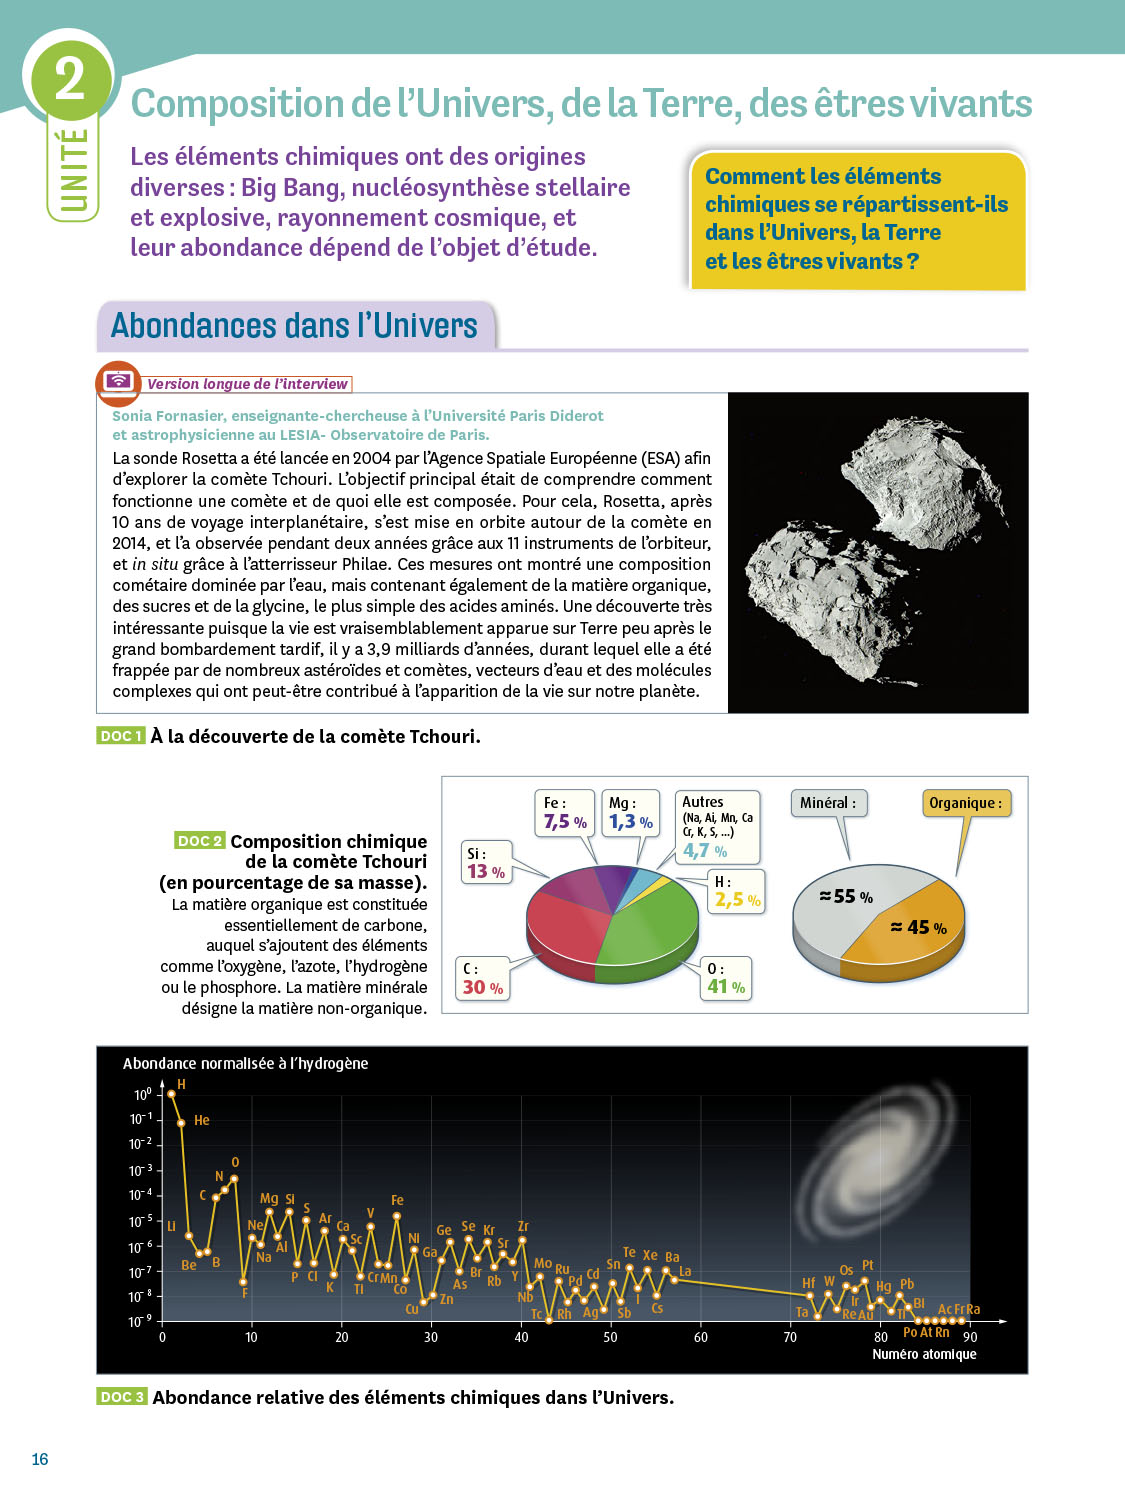 2
UNITÉ
Composition de l’Univers, de la Terre, des êtres vivants
Les éléments chimiques ont des origines
diverses : Big Bang, nucléosynthèse stellaire
et explosive, rayonnement cosmique, et
leur abondance dépend de l’objet d’étude.
Comment les éléments
chimiques se répartissent-ils
dans l’Univers, la Terre
et les êtres vivants ?
Abondances dans l’Univers
Version longue de l’interview
Sonia Fornasier, enseignante-chercheuse à l’Université Paris Diderot
et astrophysicienne au LESIA- Observatoire de Paris.
La sonde Rosetta a été lancée en 2004 par l’Agence Spatiale Européenne (ESA) afin
d’explorer la comète Tchouri. L’objectif principal était de comprendre comment
fonctionne une comète et de quoi elle est composée. Pour cela, Rosetta, après
10 ans de voyage interplanétaire, s’est mise en orbite autour de la comète en
2014, et l’a observée pendant deux années grâce aux 11 instruments de l’orbiteur,
et in situ grâce à l’atterrisseur Philae. Ces mesures ont montré une composition
cométaire dominée par l’eau, mais contenant également de la matière organique,
des sucres et de la glycine, le plus simple des acides aminés. Une découverte très
intéressante puisque la vie est vraisemblablement apparue sur Terre peu après le
grand bombardement tardif, il y a 3,9 milliards d’années, durant lequel elle a été
frappée par de nombreux astéroïdes et comètes, vecteurs d’eau et des molécules
complexes qui ont peut-être contribué à l’apparition de la vie sur notre planète.
DOC 1 À la découverte de la comète Tchouri.
DOC 2 Composition chimique
de la comète Tchouri
(en pourcentage de sa masse).
La matière organique est constituée
essentiellement de carbone,
auquel s’ajoutent des éléments
comme l’oxygène, l’azote, l’hydrogène
ou le phosphore. La matière minérale
désigne la matière non-organique.
Si :
13 %
Fe :
7,5 %
Mg :
1,3 %
Autres
(Na, Ai, Mn, Ca
Cr, K, S, ...)
4,7 %
H :
2,5 %
C :
30 %
O :
41 %
Minéral :
Organique :
≈ 55 %
≈ 45 %
Abondance normalisée à l’hydrogène
10⁰
10⁻¹
10⁻²
10⁻³
10⁻⁴
10⁻⁵
10⁻⁶
10⁻⁷
10⁻⁸
10⁻⁹
H
He
Li
Be
B
C
N
O
F
Ne
Na
Mg
Al
Si
P
S
Cl
Ar
K
Ca
Sc
Ti
V
Cr
Mn
Fe
Co
Ni
Cu
Zn
Ga
Ge
As
Se
Br
Kr
Rb
Sr
Y
Zr
Nb
Mo
Tc
Ru
Rh
Pd
Ag
Cd
Sn
Sb
Te
I
Xe
Cs
Ba
La
Hf
Ta
W
Re
Os
Ir
Pt
Au
Hg
Tl
Pb
Bi
Po
At
Rn
Ac
Fr
Ra
0 10 20 30 40 50 60 70 80 90
Numéro atomique
DOC 3 Abondance relative des éléments chimiques dans l’Univers.
16